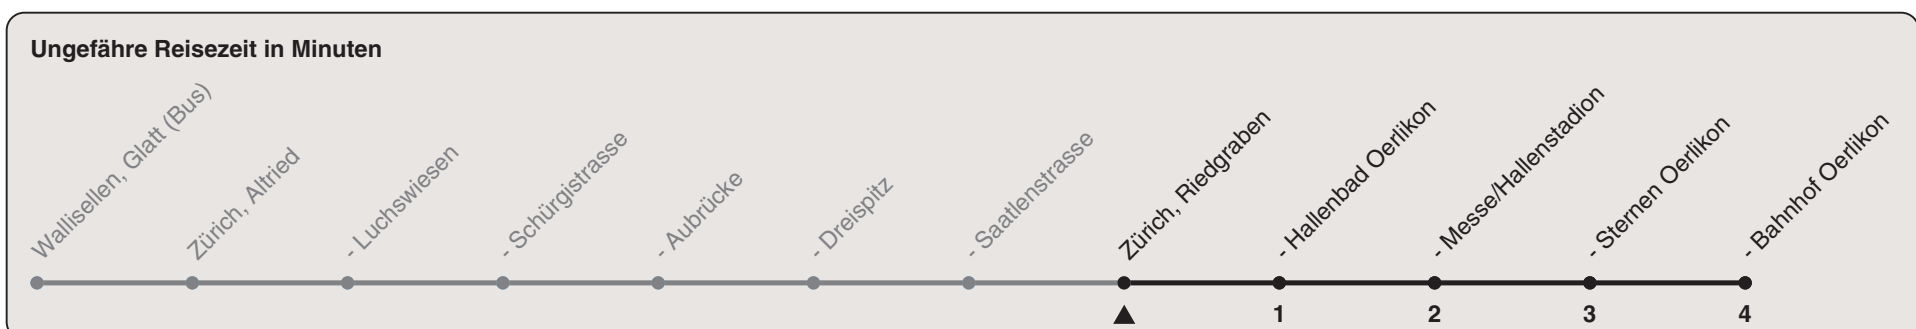 Ungefähre Reisezeit in Minuten
Wallisellen, Glatt (Bus)
Zürich, Altried
- Luchswiesen
- Schürgistrasse
- Aubrücke
- Dreispitz
- Saatlenstrasse
Zürich, Riedgraben
- Hallenbad Oerlikon
- Messe/Hallenstadion
- Sternen Oerlikon
- Bahnhof Oerlikon
1 2 3 4